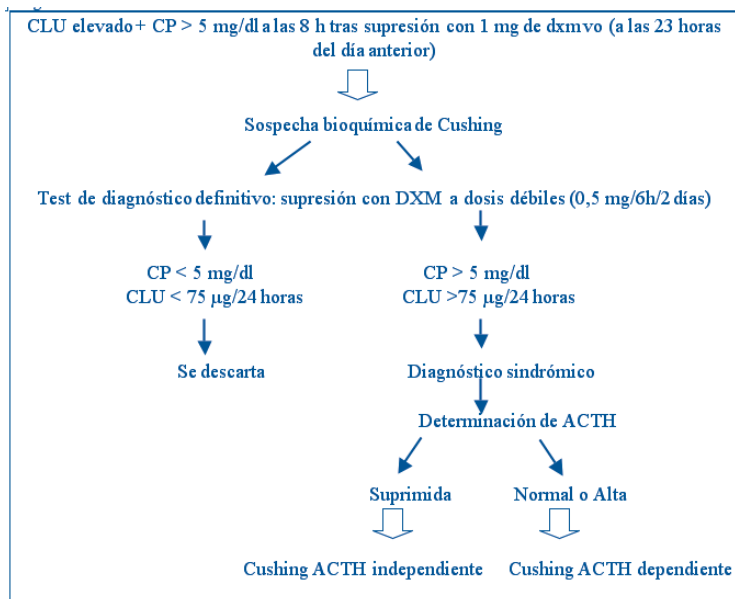 CLU elevado + CP > 5 mg/dl a las 8 h tras supresión con 1 mg de dxm vo (a las 23 horas
del día anterior)
Sospecha bioquímica de Cushing
Test de diagnóstico definitivo: supresión con DXM a dosis débiles (0,5 mg/6h/2 días)
CP < 5 mg/dl
CLU < 75 µg/24 horas
CP > 5 mg/dl
CLU >75 µg/24 horas
Se descarta
Diagnóstico sindrómico
Determinación de ACTH
Suprimida
Normal o Alta
Cushing ACTH independiente
Cushing ACTH dependiente